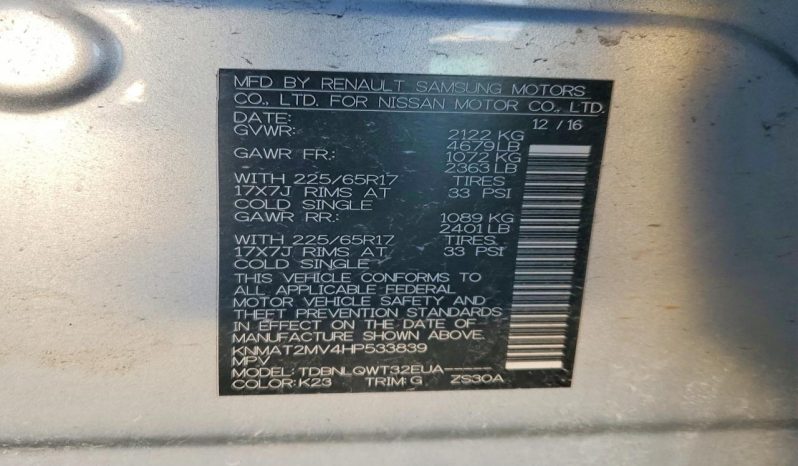 MFD BY RENAULT SAMSUNG MOTORS
CO., LTD. FOR NISSAN MOTOR CO., LTD.
DATE: 12 / 16
GVWR: 2122 KG
4679 LB
GAWR FR.: 1072 KG
2363 LB
WITH 225/65R17 TIRES
17X7J RIMS AT 33 PSI
COLD SINGLE
GAWR RR.: 1089 KG
2401 LB
WITH 225/65R17 TIRES
17X7J RIMS AT 33 PSI
COLD SINGLE
THIS VEHICLE CONFORMS TO
ALL APPLICABLE FEDERAL
MOTOR VEHICLE SAFETY AND
THEFT PREVENTION STANDARDS
IN EFFECT ON THE DATE OF
MANUFACTURE SHOWN ABOVE.
KNMAT2MV4HP533839
MPV
MODEL: TDBNLQWT32EUA-----
COLOR: K23 TRIM: G ZS30A